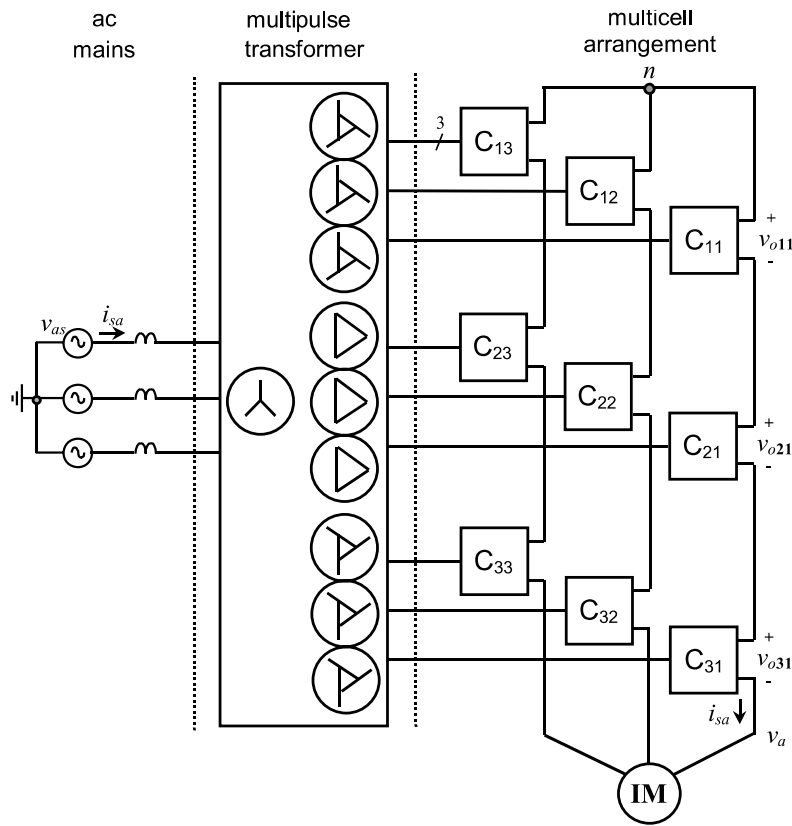 ac
mains
multipulse
transformer
multicell
arrangement
n
3
C13
C12
C11
+
vo11
-
vas
isa
C23
C22
C21
+
vo21
-
C33
C32
C31
+
vo31
-
isa
va
IM